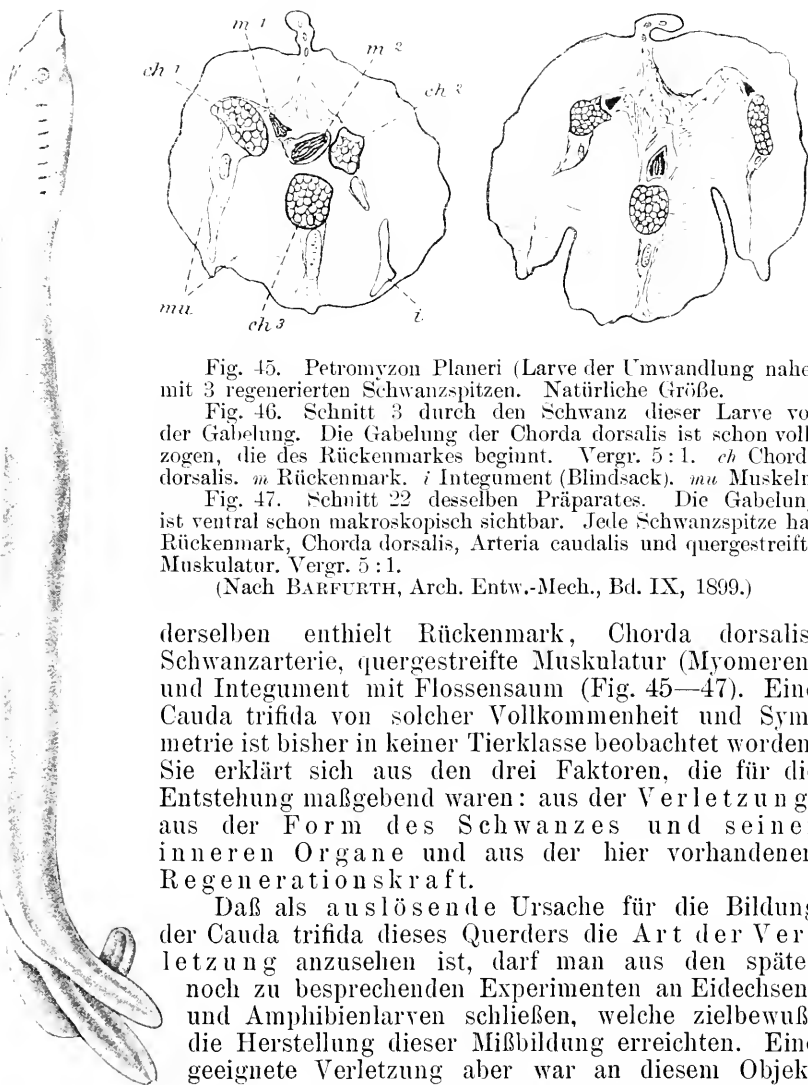 m 1
m 2
ch 1
ch 2
mu.
ch 3
i.
Fig. 45. Petromyzon Planeri (Larve der Umwandlung nahe
mit 3 regenerierten Schwanzspitzen. Natürliche Größe.
Fig. 46. Schnitt 3 durch den Schwanz dieser Larve vo
der Gabelung. Die Gabelung der Chorda dorsalis ist schon voll
zogen, die des Rückenmarkes beginnt. Vergr. 5 : 1. ch Chord
dorsalis. m Rückenmark. i Integument (Blindsack). mu Muskeln
Fig. 47. Schnitt 22 desselben Präparates. Die Gabelun
ist ventral schon makroskopisch sichtbar. Jede Schwanzspitze ha
Rückenmark, Chorda dorsalis, Arteria caudalis und quergestreift
Muskulatur. Vergr. 5 : 1.
(Nach BARFURTH, Arch. Entw.-Mech., Bd. IX, 1899.)
derselben enthielt Rückenmark, Chorda dorsalis
Schwanzarterie, quergestreifte Muskulatur (Myomeren
und Integument mit Flossensaum (Fig. 45—47). Eine
Cauda trifida von solcher Vollkommenheit und Sym
metrie ist bisher in keiner Tierklasse beobachtet worden
Sie erklärt sich aus den drei Faktoren, die für die
Entstehung maßgebend waren: aus der Verletzung
aus der Form des Schwanzes und seine
inneren Organe und aus der hier vorhandenen
Regenerationskraft.
Daß als auslösende Ursache für die Bildung
der Cauda trifida dieses Querders die Art der Ver
letzung anzusehen ist, darf man aus den späte
noch zu besprechenden Experimenten an Eidechsen
und Amphibienlarven schließen, welche zielbewuß
die Herstellung dieser Mißbildung erreichten. Eine
geeignete Verletzung aber war an diesem Objek